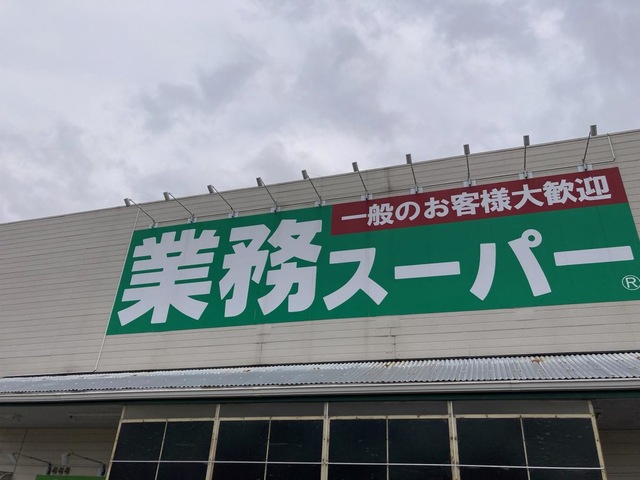 一般のお客様大歓迎
業務スーパー
®